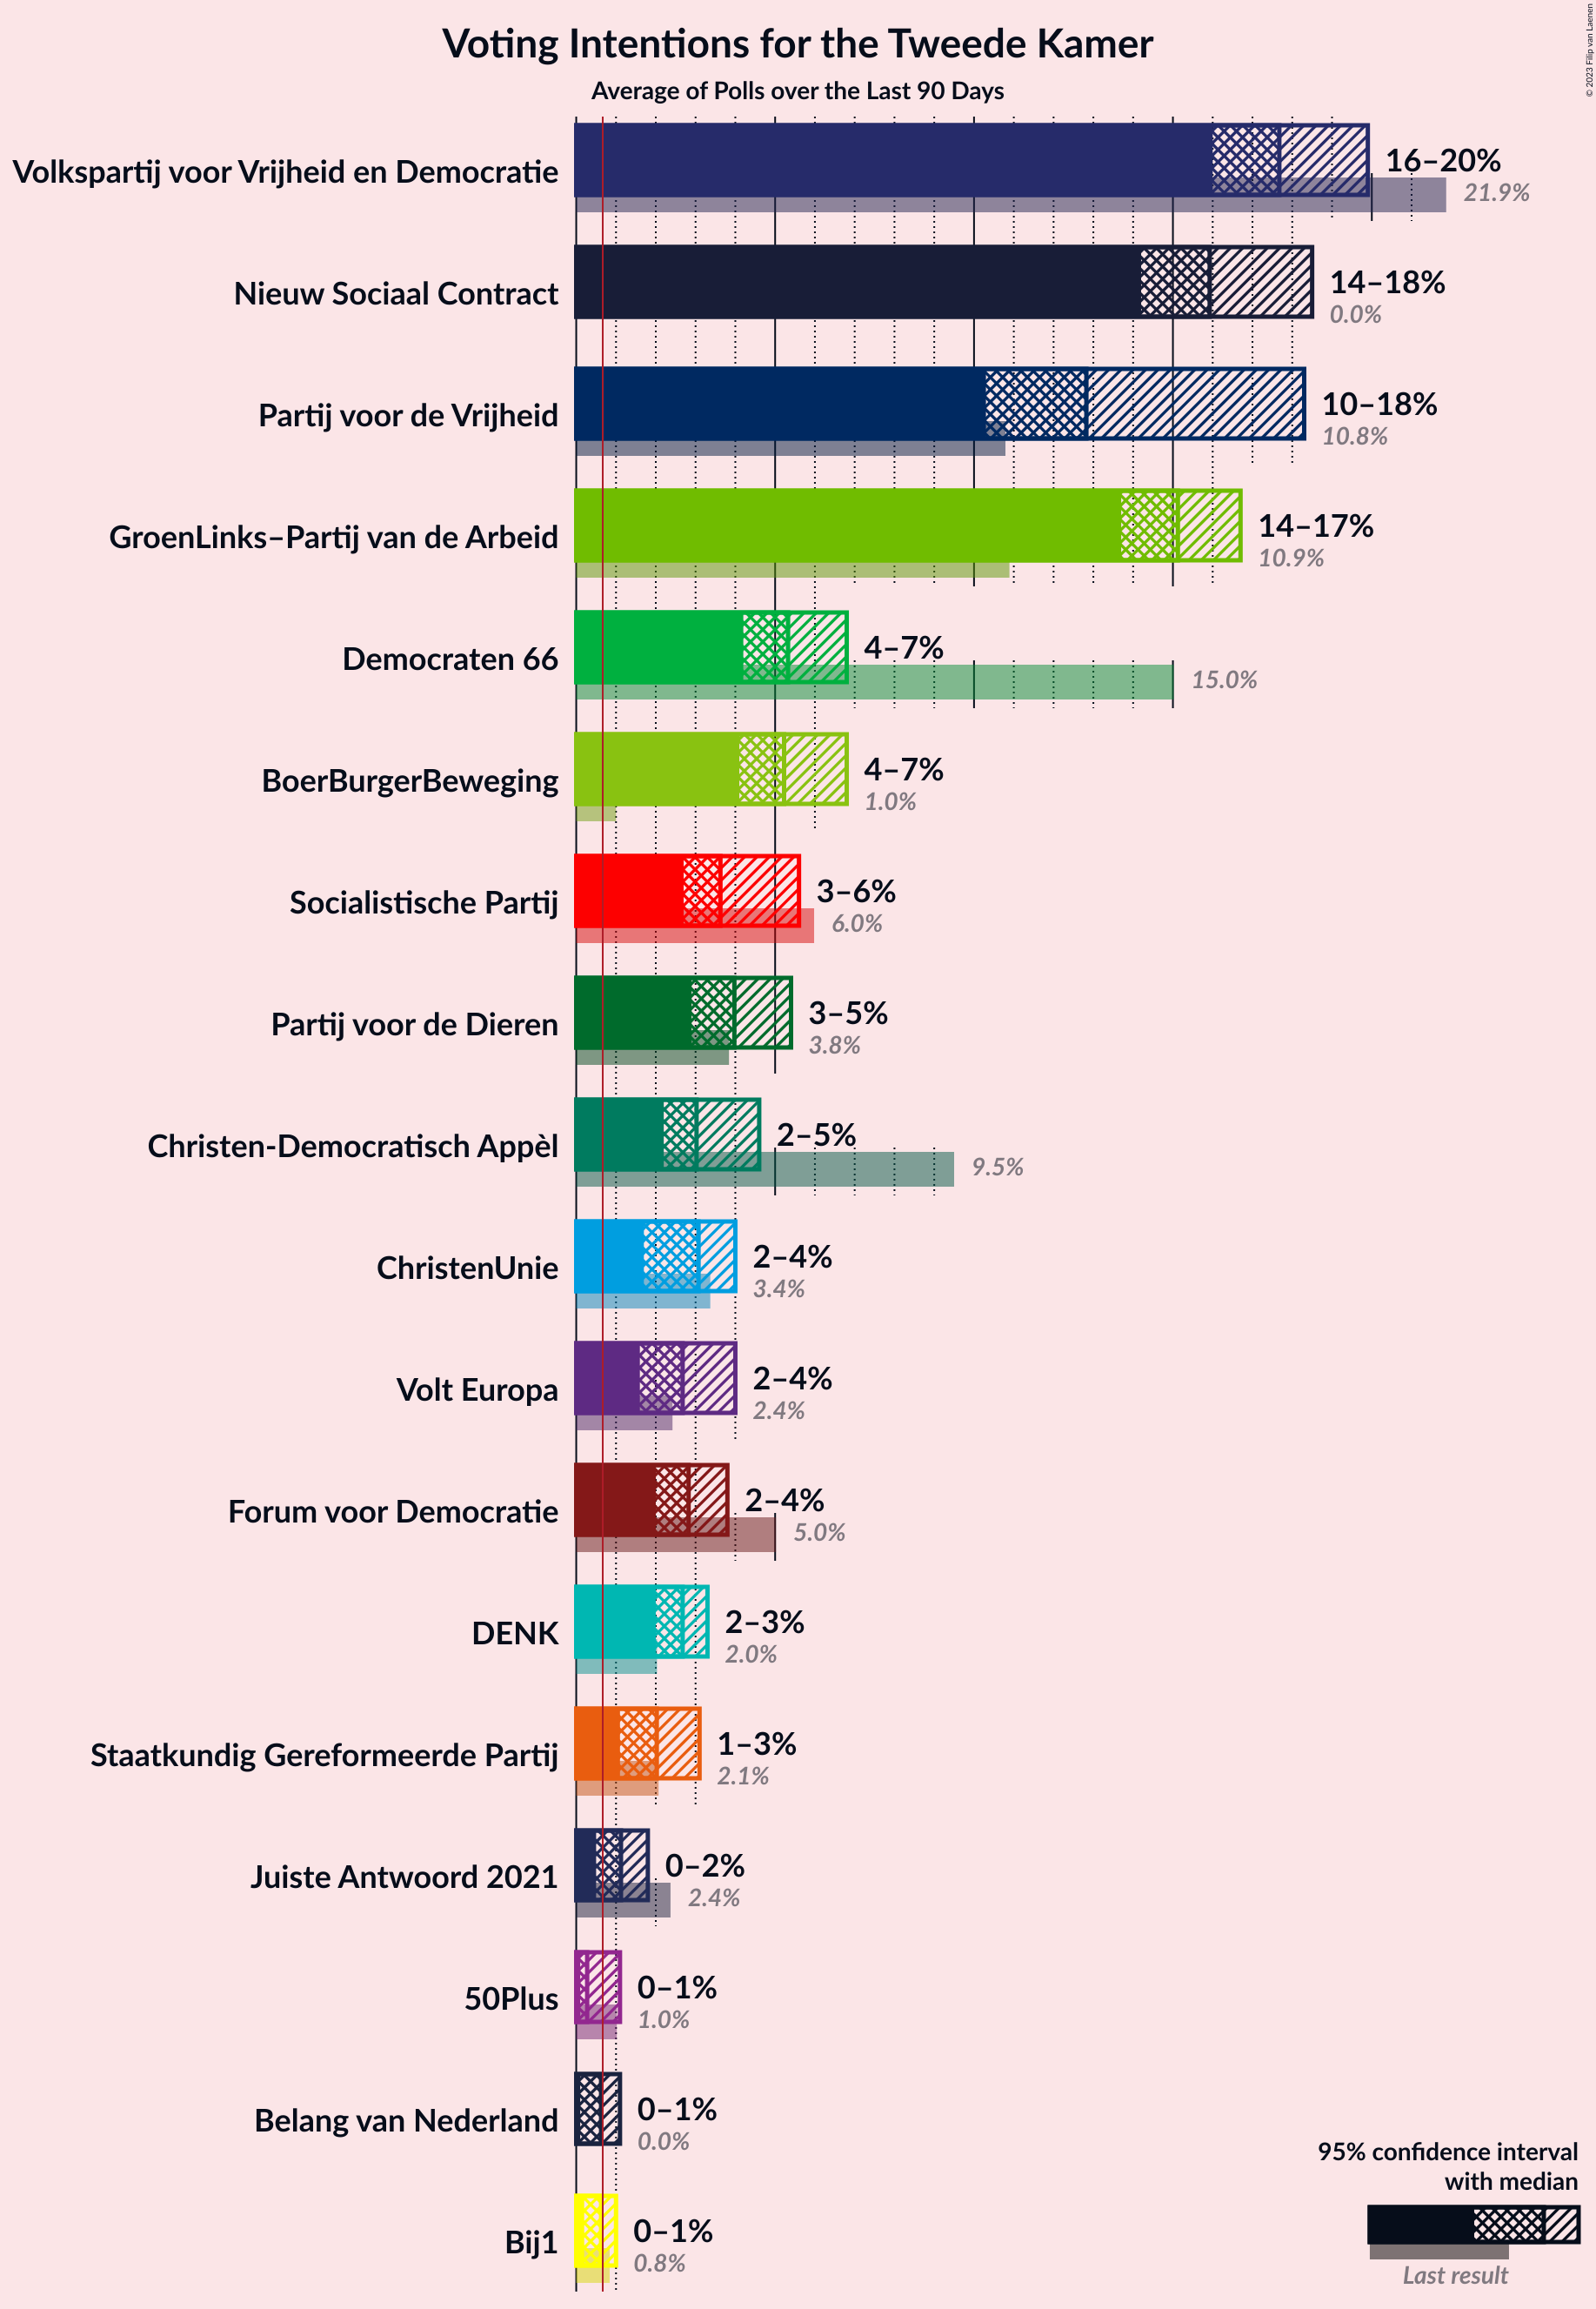 © 2023 Filip van Laenen
Voting Intentions for the Tweede Kamer
Average of Polls over the Last 90 Days
Volkspartij voor Vrijheid en Democratie
16–20%
21.9%
Nieuw Sociaal Contract
14–18%
0.0%
Partij voor de Vrijheid
10–18%
10.8%
GroenLinks–Partij van de Arbeid
14–17%
10.9%
Democraten 66
4–7%
15.0%
BoerBurgerBeweging
4–7%
1.0%
Socialistische Partij
3–6%
6.0%
Partij voor de Dieren
3–5%
3.8%
Christen-Democratisch Appèl
2–5%
9.5%
ChristenUnie
2–4%
3.4%
Volt Europa
2–4%
2.4%
Forum voor Democratie
2–4%
5.0%
DENK
2–3%
2.0%
Staatkundig Gereformeerde Partij
1–3%
2.1%
Juiste Antwoord 2021
0–2%
2.4%
50Plus
0–1%
1.0%
Belang van Nederland
0–1%
0.0%
Bij1
0–1%
0.8%
95% confidence interval
with median
Last result